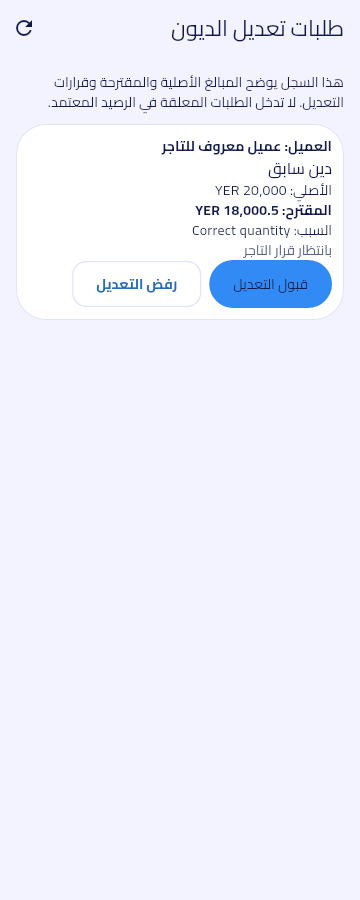 طلبات تعديل الديون
هذا السجل يوضح المبالغ الأصلية والمقترحة وقرارات
التعديل. لا تدخل الطلبات المعلقة في الرصيد المعتمد.
العميل: عميل معروف للتاجر
دين سابق
الأصلي: 20,000 YER
المقترح: 18,000.5 YER
السبب: Correct quantity
بانتظار قرار التاجر
قبول التعديل
رفض التعديل